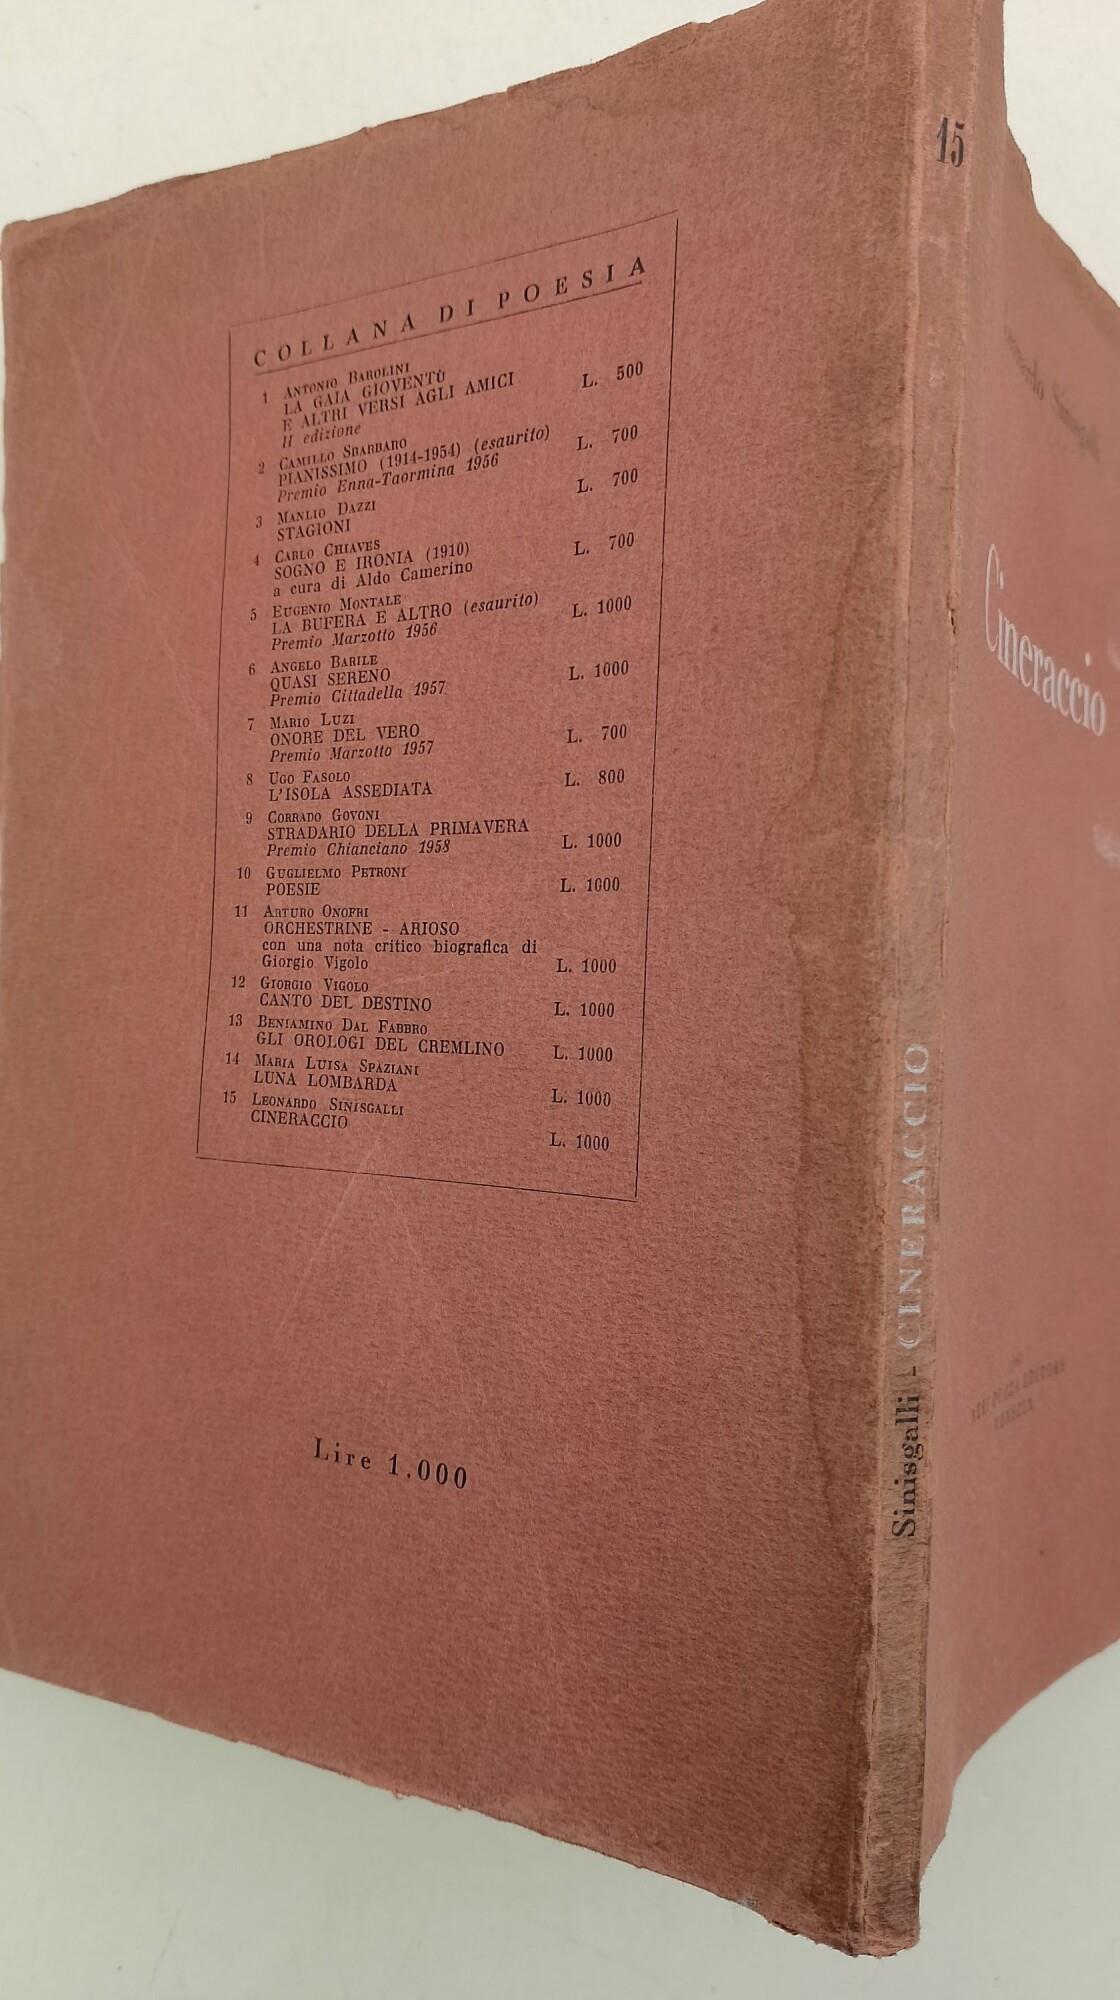 COLLANA DI POESIA
1 ANTONIO BAROLINI
LA GAIA GIOVENTÙ
E ALTRI VERSI AGLI AMICI L. 500
II edizione
2 CAMILLO SBARBARO
PIANISSIMO (1914-1954) (esaurito) L. 700
Premio Enna-Taormina 1956
3 MANLIO DAZZI L. 700
STAGIONI
4 CARLO CHIAVES
SOGNO E IRONIA (1910)
a cura di Aldo Camerino L. 700
5 EUGENIO MONTALE
LA BUFERA E ALTRO (esaurito)
Premio Marzotto 1956 L. 1000
6 ANGELO BARILE
QUASI SERENO
Premio Cittadella 1957 L. 1000
7 MARIO LUZI
ONORE DEL VERO
Premio Marzotto 1957 L. 700
8 UGO FASOLO
L'ISOLA ASSEDIATA L. 800
9 CORRADO GOVONI
STRADARIO DELLA PRIMAVERA
Premio Chianciano 1958 L. 1000
10 GUGLIELMO PETRONI
POESIE L. 1000
11 ARTURO ONOFRI
ORCHESTRINE - ARIOSO
con una nota critico biografica di
Giorgio Vigolo L. 1000
12 GIORGIO VIGOLO
CANTO DEL DESTINO L. 1000
13 BENIAMINO DAL FABBRO
GLI OROLOGI DEL CREMLINO L. 1000
14 MARIA LUISA SPAZIANI
LUNA LOMBARDA L. 1000
15 LEONARDO SINISGALLI
CINERACCIO L. 1000
Lire 1.000
15
Sinisgalli - CINERACCIO
Cineraccio